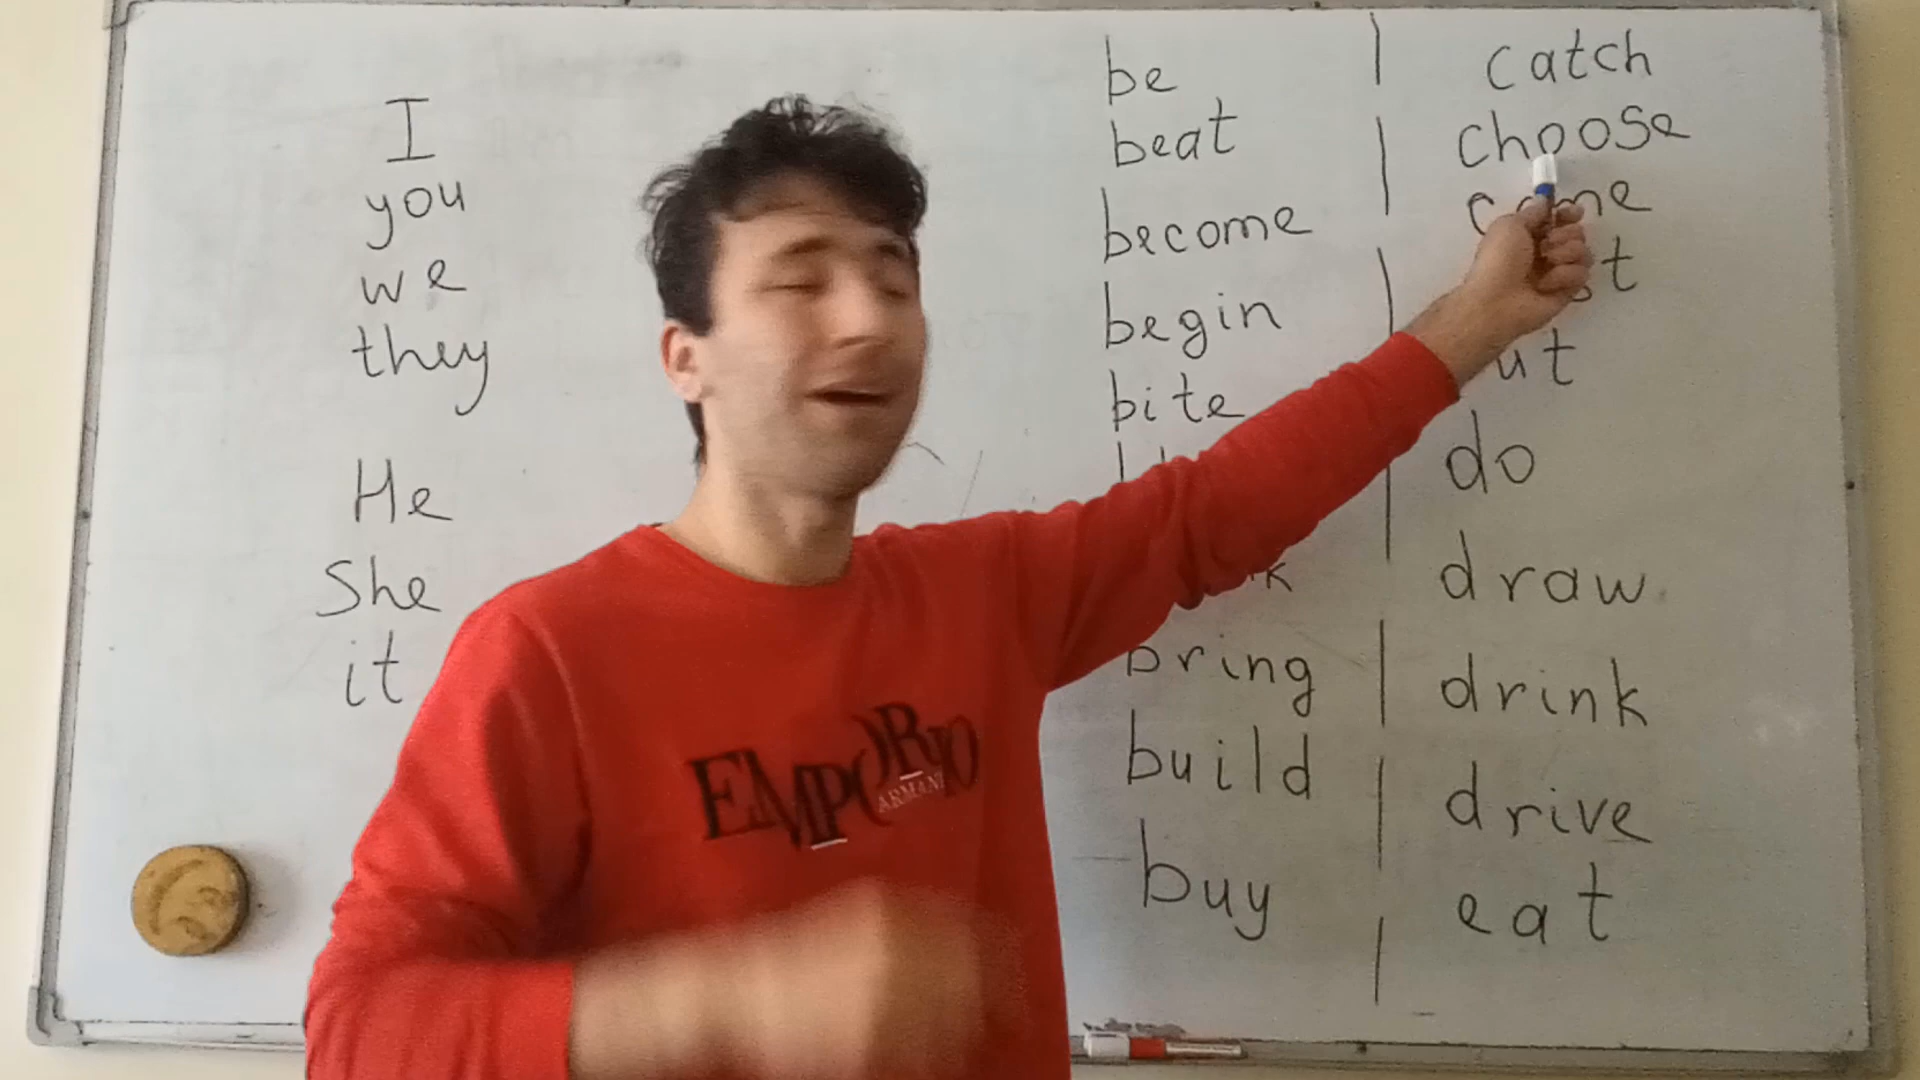 I
you
we
they
He
She
it
be
beat
become
begin
bite
bring
build
buy
catch
choose
come
do
draw
drink
drive
eat
EMPORIO
ARMANI